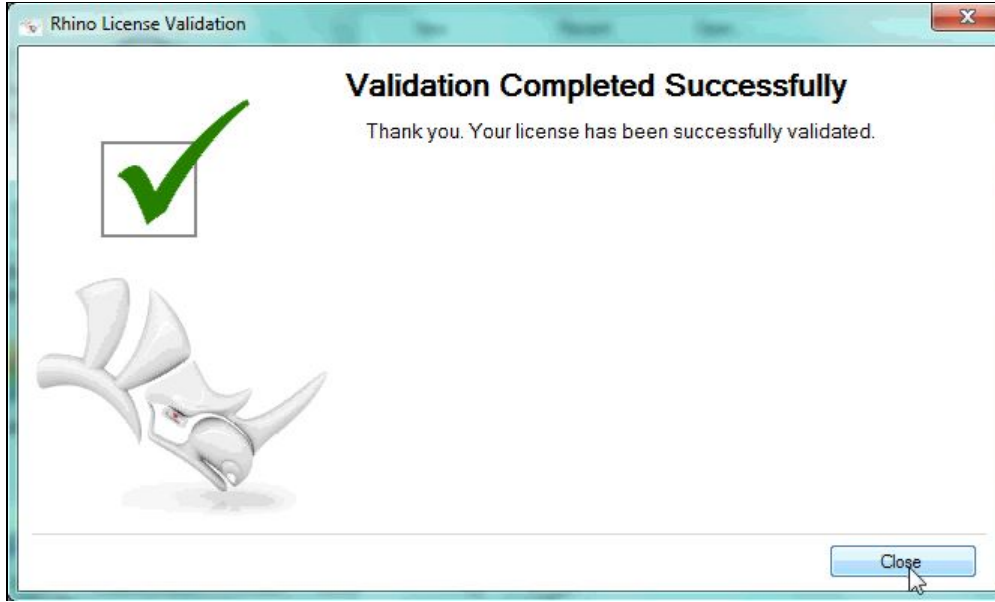 Rhino License Validation
Validation Completed Successfully
Thank you. Your license has been successfully validated.
Close